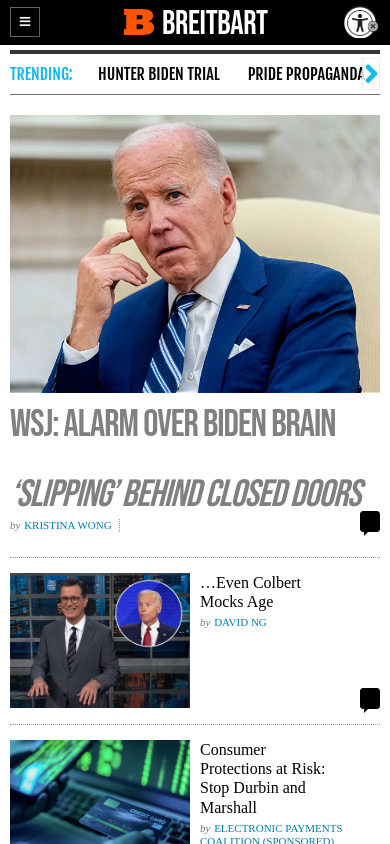 B BREITBART
TRENDING: HUNTER BIDEN TRIAL PRIDE PROPAGANDA
WSJ: ALARM OVER BIDEN BRAIN
‘SLIPPING’ BEHIND CLOSED DOORS
by KRISTINA WONG
…Even Colbert
Mocks Age
by DAVID NG
Consumer
Protections at Risk:
Stop Durbin and
Marshall
by ELECTRONIC PAYMENTS
COALITION (SPONSORED)
CREDIT CARD